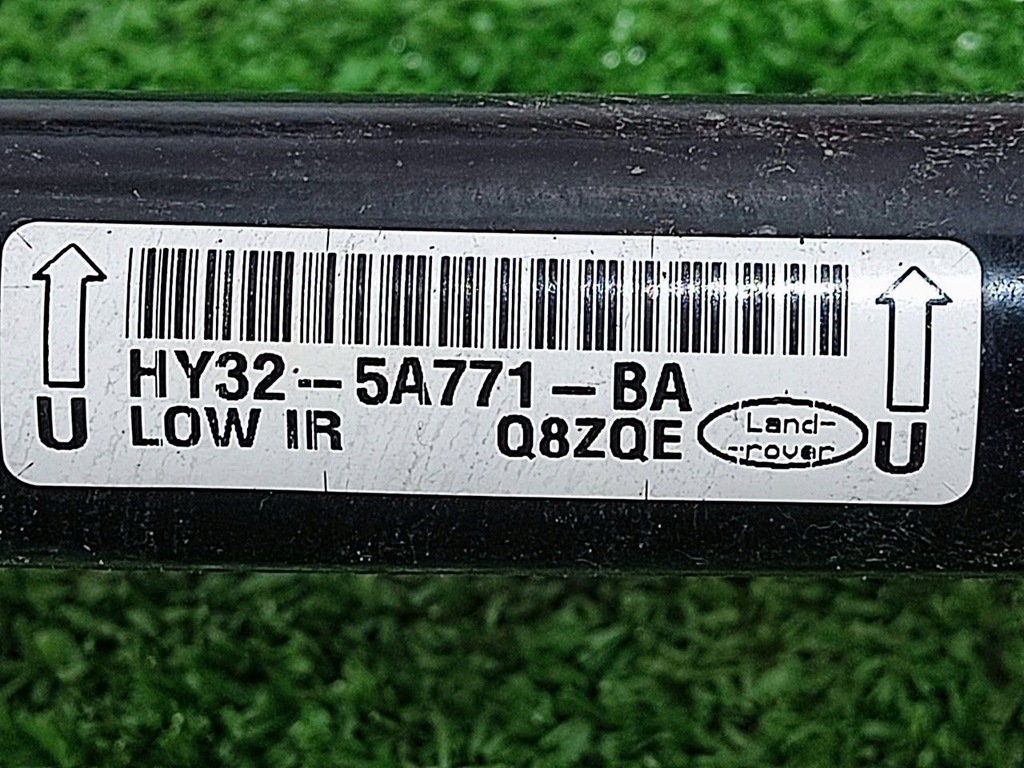 HY32-5A771-BA
LOW IR Q8ZQE
Land-
-rover
U
U